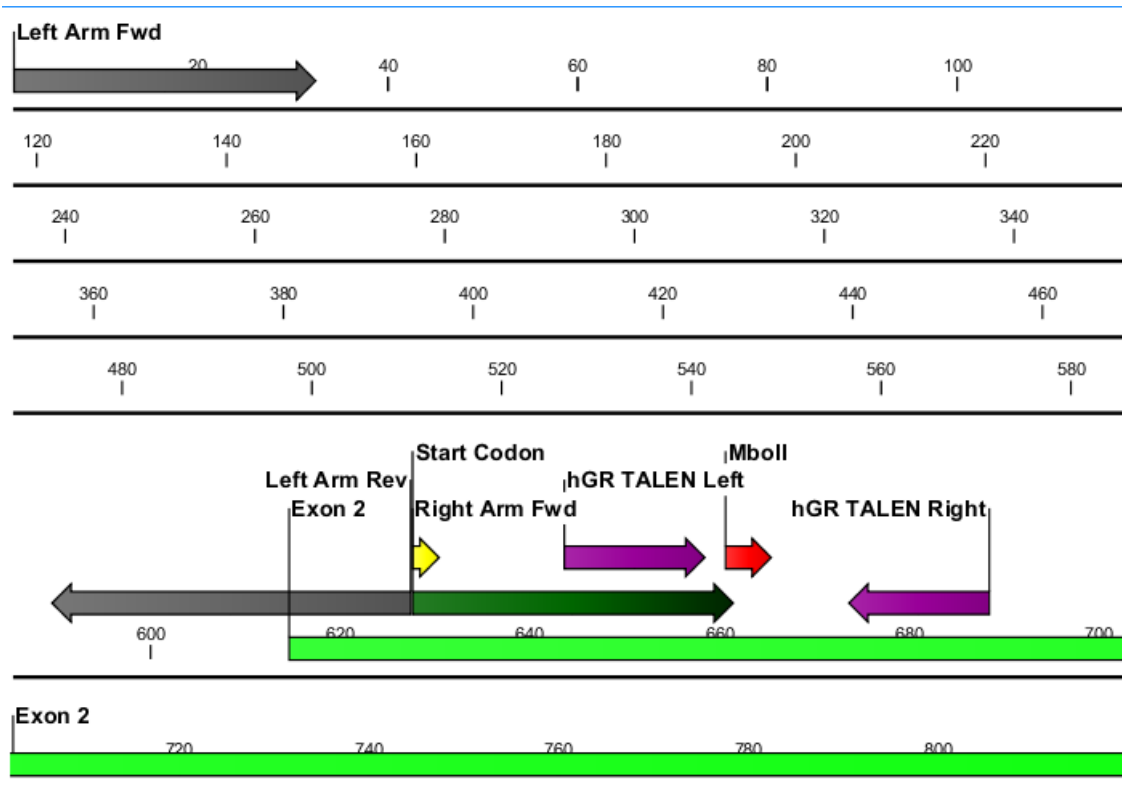 Left Arm Fwd
20 40 60 80 100
120 140 160 180 200 220
240 260 280 300 320 340
360 380 400 420 440 460
480 500 520 540 560 580
Start Codon MboII
Left Arm Rev hGR TALEN Left
Exon 2 Right Arm Fwd hGR TALEN Right
600 620 640 660 680 700
Exon 2
720 740 760 780 800